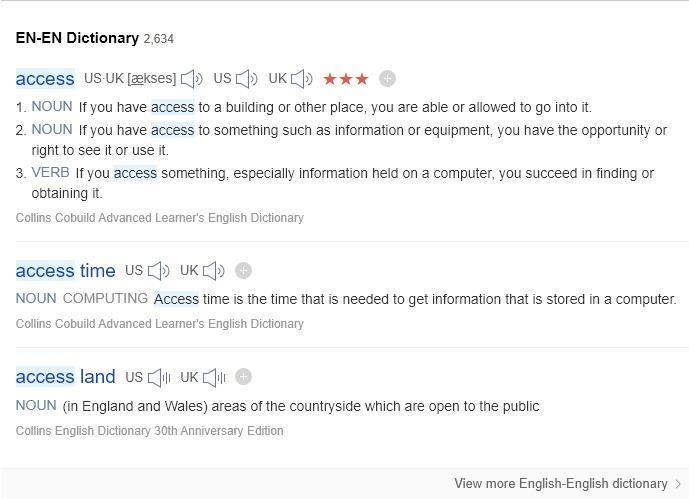 EN-EN Dictionary 2,634
access US·UK [ækses] US UK ★★★
1. NOUN If you have access to a building or other place, you are able or allowed to go into it.
2. NOUN If you have access to something such as information or equipment, you have the opportunity or
right to see it or use it.
3. VERB If you access something, especially information held on a computer, you succeed in finding or
obtaining it.
Collins Cobuild Advanced Learner's English Dictionary
access time US UK
NOUN COMPUTING Access time is the time that is needed to get information that is stored in a computer.
Collins Cobuild Advanced Learner's English Dictionary
access land US UK
NOUN (in England and Wales) areas of the countryside which are open to the public
Collins English Dictionary 30th Anniversary Edition
View more English-English dictionary >